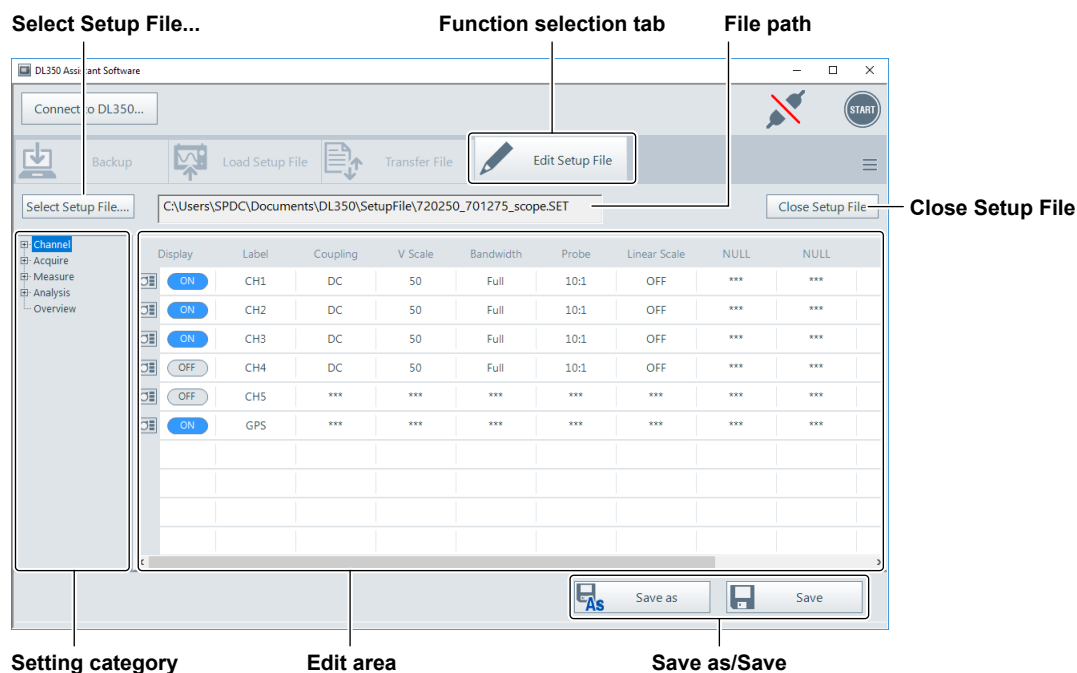 Select Setup File... Function selection tab File path
DL350 Assistant Software
Connect to DL350...
START
Backup Load Setup File Transfer File Edit Setup File
Select Setup File.... C:\Users\SPDC\Documents\DL350\SetupFile\720250_701275_scope.SET Close Setup File Close Setup File
Channel
Acquire
Measure
Analysis
Overview
Display Label Coupling V Scale Bandwidth Probe Linear Scale NULL NULL
ON CH1 DC 50 Full 10:1 OFF *** ***
ON CH2 DC 50 Full 10:1 OFF *** ***
ON CH3 DC 50 Full 10:1 OFF *** ***
OFF CH4 DC 50 Full 10:1 OFF *** ***
OFF CH5 *** *** *** *** *** *** ***
ON GPS *** *** *** *** *** *** ***
As Save as Save
Setting category Edit area Save as/Save